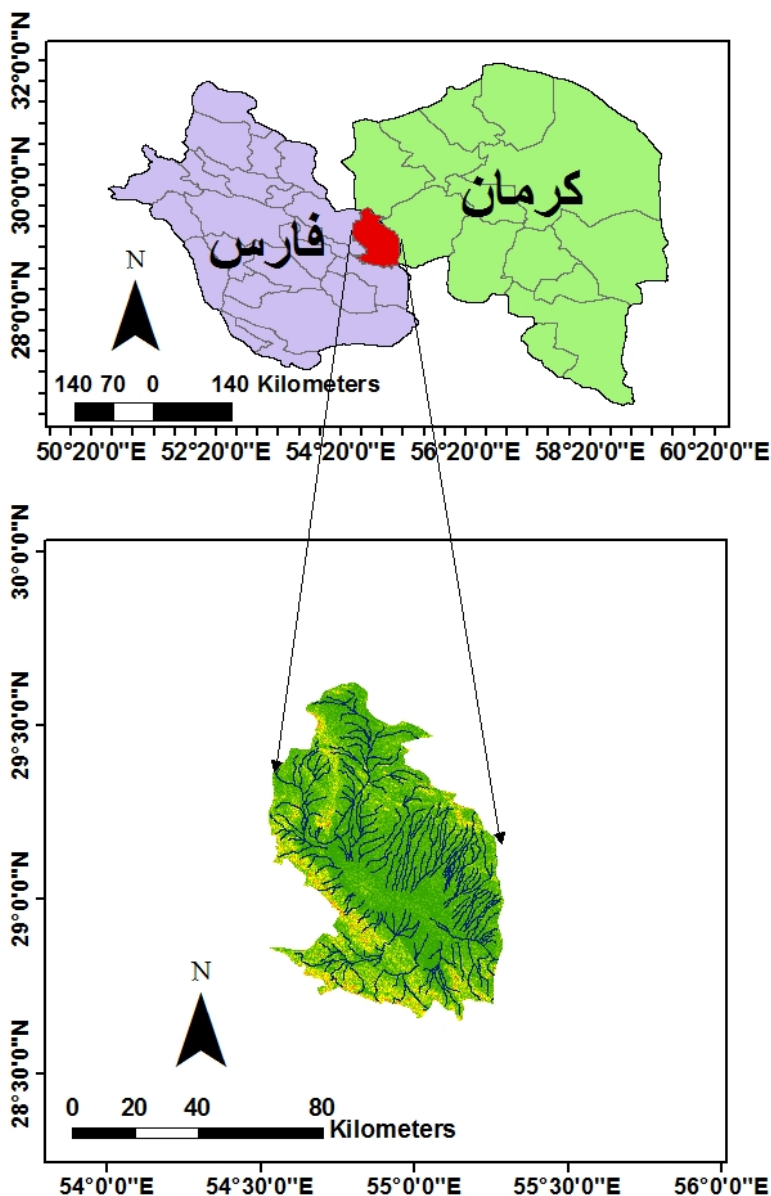 32°0'0"N
30°0'0"N
28°0'0"N
کرمان
فارس
N
140 70 0 140 Kilometers
50°20'0"E 52°20'0"E 54°20'0"E 56°20'0"E 58°20'0"E 60°20'0"E
30°0'0"N
29°30'0"N
29°0'0"N
28°30'0"N
N
0 20 40 80
Kilometers
54°0'0"E 54°30'0"E 55°0'0"E 55°30'0"E 56°0'0"E